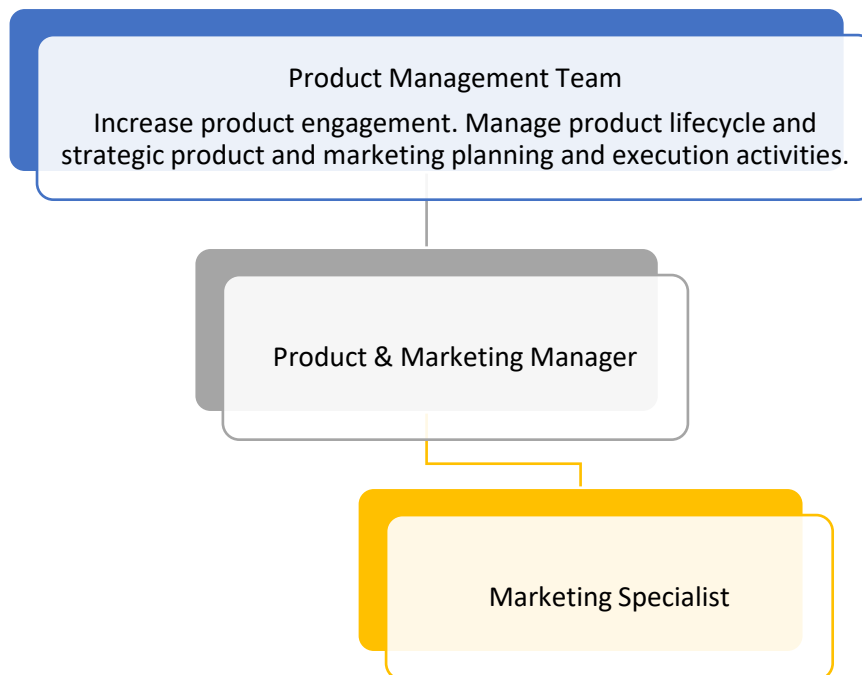 Product Management Team
Increase product engagement. Manage product lifecycle and
strategic product and marketing planning and execution activities.
Product & Marketing Manager
Marketing Specialist